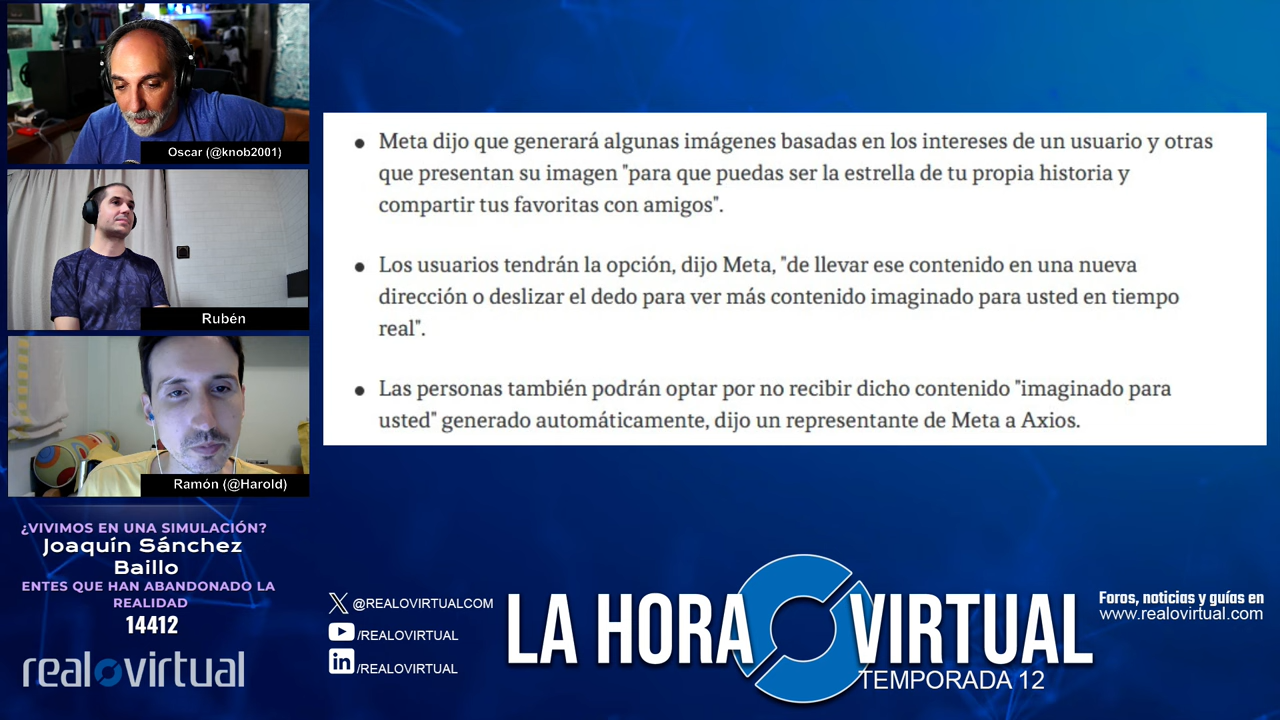 Oscar (@knob2001)
Rubén
Ramón (@Harold)
¿VIVIMOS EN UNA SIMULACIÓN?
Joaquín Sánchez
Baillo
ENTES QUE HAN ABANDONADO LA
REALIDAD
14412
realovirtual
• Meta dijo que generará algunas imágenes basadas en los intereses de un usuario y otras
que presentan su imagen "para que puedas ser la estrella de tu propia historia y
compartir tus favoritas con amigos".
• Los usuarios tendrán la opción, dijo Meta, "de llevar ese contenido en una nueva
dirección o deslizar el dedo para ver más contenido imaginado para usted en tiempo
real".
• Las personas también podrán optar por no recibir dicho contenido "imaginado para
usted" generado automáticamente, dijo un representante de Meta a Axios.
@REALOVIRTUALCOM
/REALOVIRTUAL
/REALOVIRTUAL
LA HORA VIRTUAL
TEMPORADA 12
Foros, noticias y guías en
www.realovirtual.com